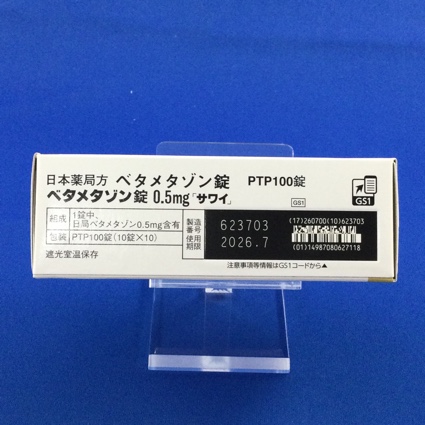 日本薬局方 ベタメタゾン錠 PTP100錠
ベタメタゾン錠 0.5mg「サワイ」
GS1
GS1
組成 1錠中、
日局ベタメタゾン0.5mg含有
包装 PTP100錠(10錠×10)
遮光室温保存
製造番号 623703
使用期限 2026.7
(17)260700(10)623703
(01)14987080627118
注意事項等情報はGS1コードから▲